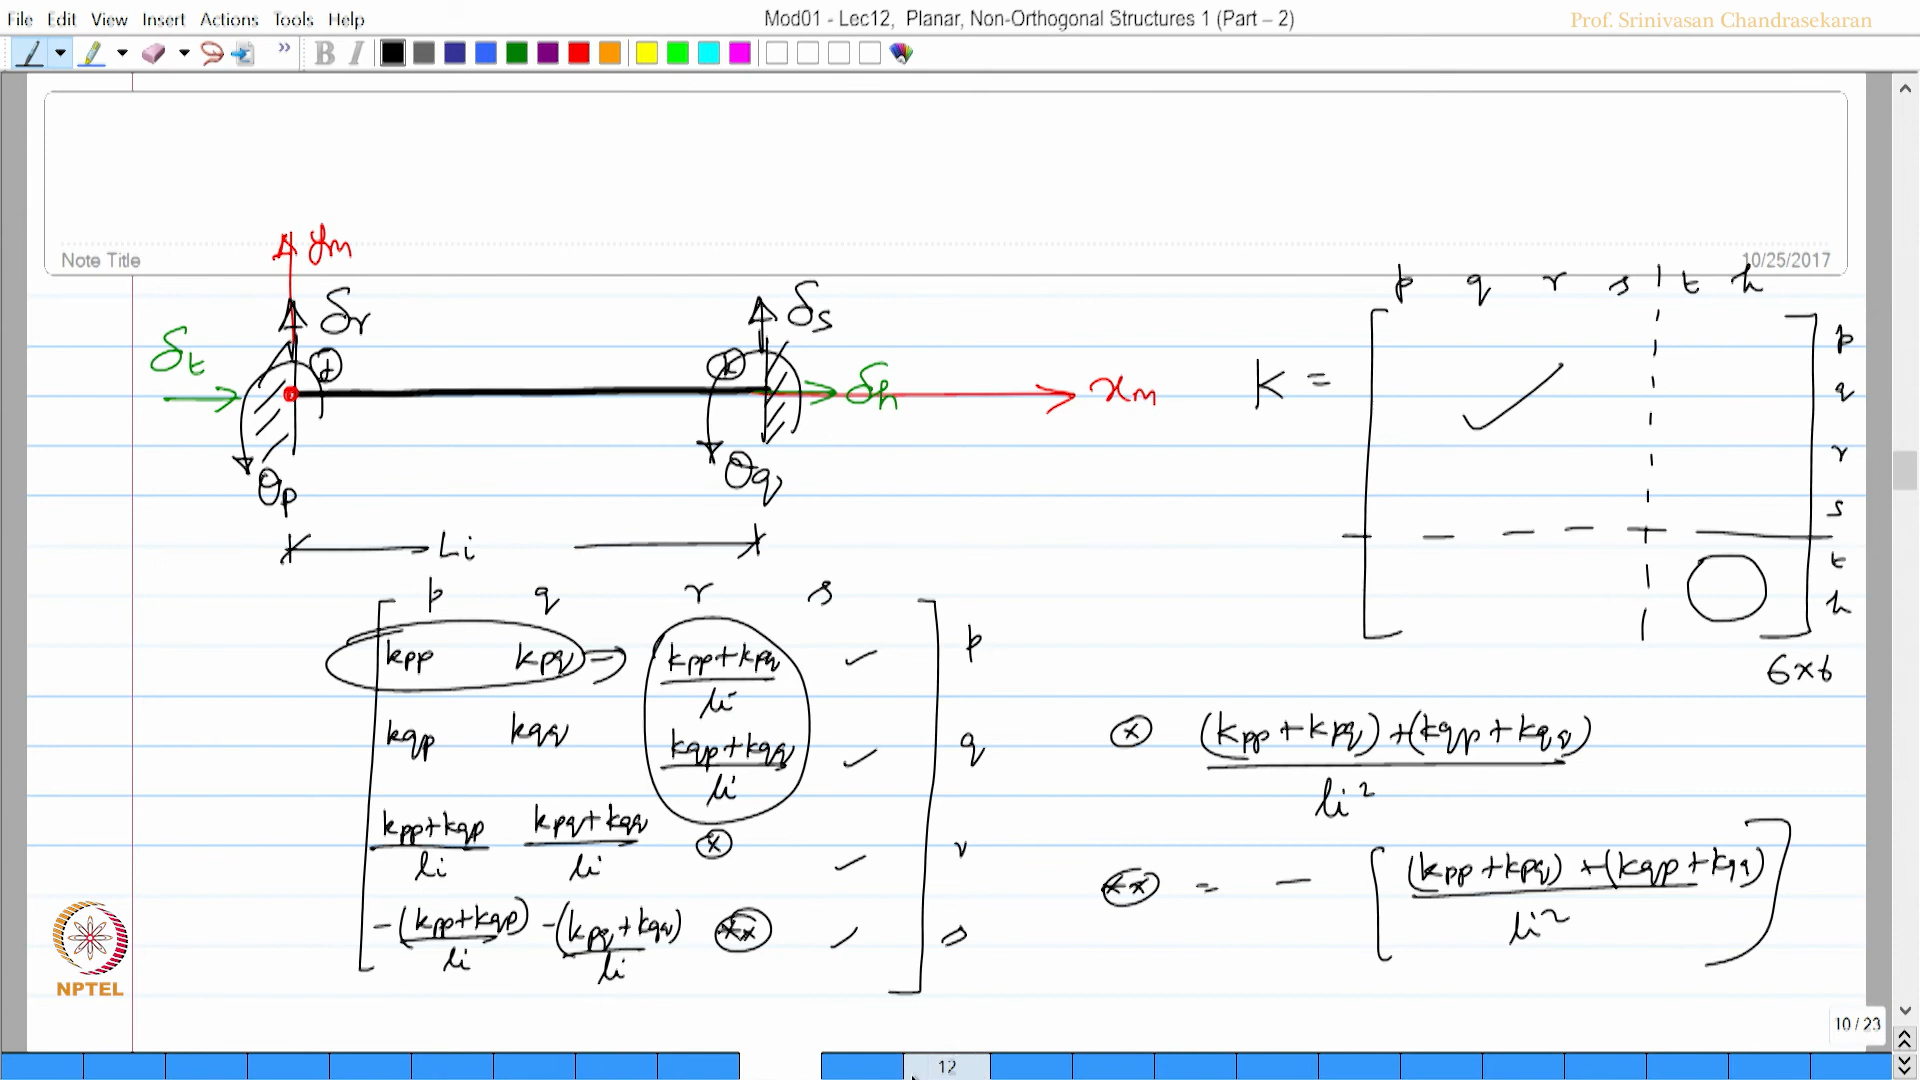 File Edit View Insert Actions Tools Help
Mod01 - Lec12, Planar, Non-Orthogonal Structures 1 (Part – 2)
Prof. Srinivasan Chandrasekaran
B I
Note Title
10/25/2017
ym
δr
δs
δt
j
k
δh
xm
θp
θq
Li
p q r s t h
K =
p
q
r
s
t
h
6×6
p q r s
kpp kpq ⇒ kpp+kpq/li ✓ p
kqp kqq kqp+kqq/li ✓ q
kpp+kqp/li kpq+kqq/li ⓧ ✓ r
-(kpp+kqp)/li -(kpq+kqq)/li ** ✓ s
ⓧ (kpp+kpq)+(kqp+kqq)/li²
** = - [(kpp+kpq)+(kqp+kqq)/li²]
NPTEL
10 / 23
12